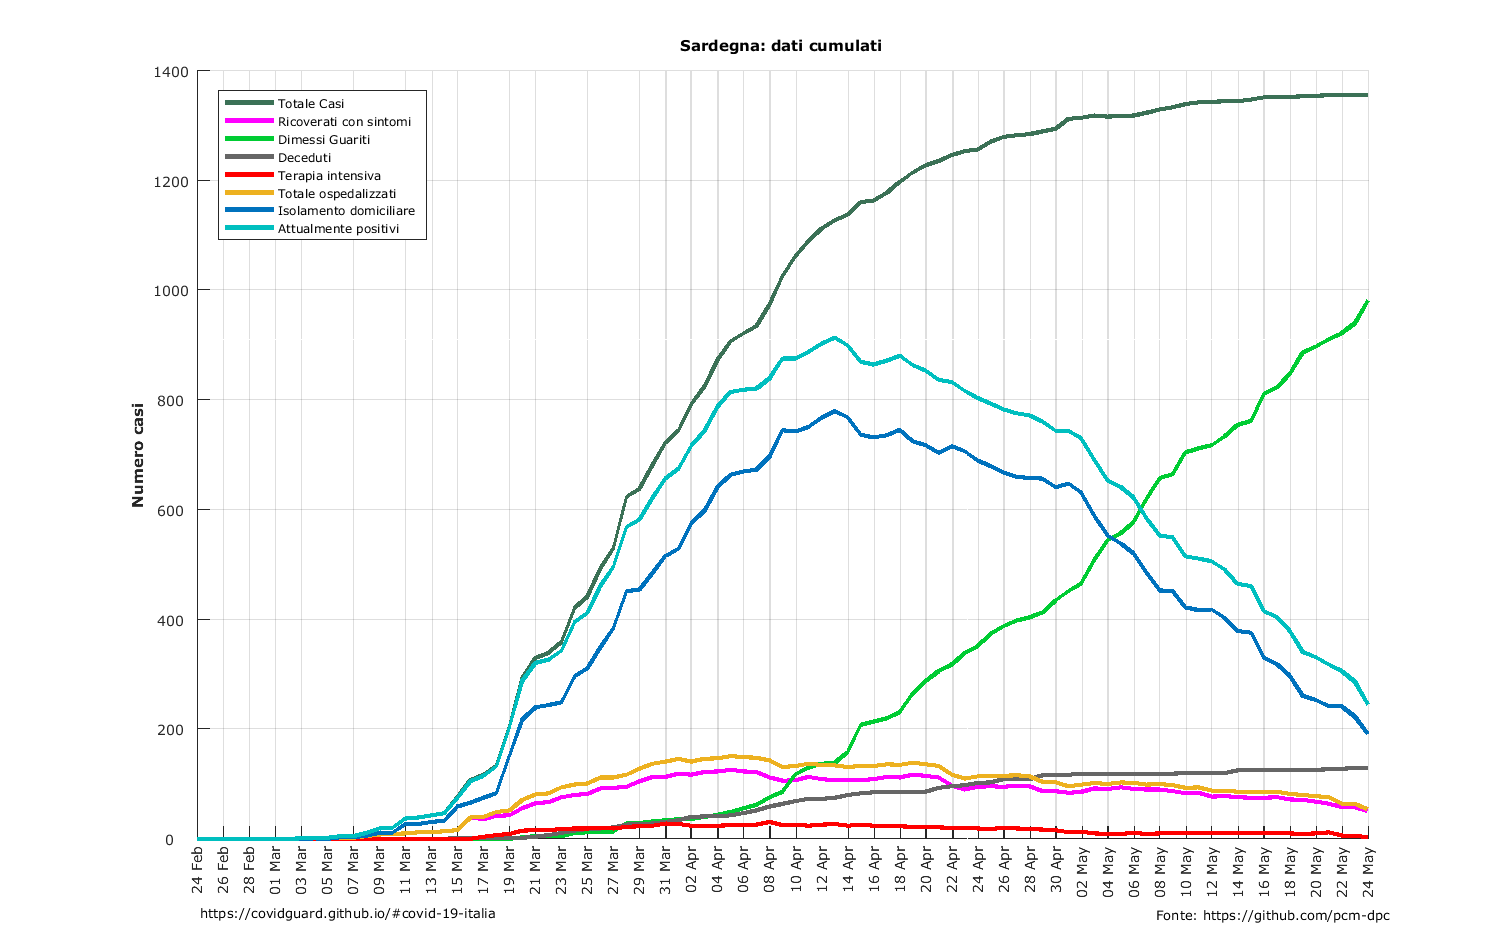 Sardegna: dati cumulati
1400
1200
1000
800
600
400
200
0
Numero casi
Totale Casi
Ricoverati con sintomi
Dimessi Guariti
Deceduti
Terapia intensiva
Totale ospedalizzati
Isolamento domiciliare
Attualmente positivi
24 Feb
26 Feb
28 Feb
01 Mar
03 Mar
05 Mar
07 Mar
09 Mar
11 Mar
13 Mar
15 Mar
17 Mar
19 Mar
21 Mar
23 Mar
25 Mar
27 Mar
29 Mar
31 Mar
02 Apr
04 Apr
06 Apr
08 Apr
10 Apr
12 Apr
14 Apr
16 Apr
18 Apr
20 Apr
22 Apr
24 Apr
26 Apr
28 Apr
30 Apr
02 May
04 May
06 May
08 May
10 May
12 May
14 May
16 May
18 May
20 May
22 May
24 May
https://covidguard.github.io/#covid-19-italia
Fonte: https://github.com/pcm-dpc